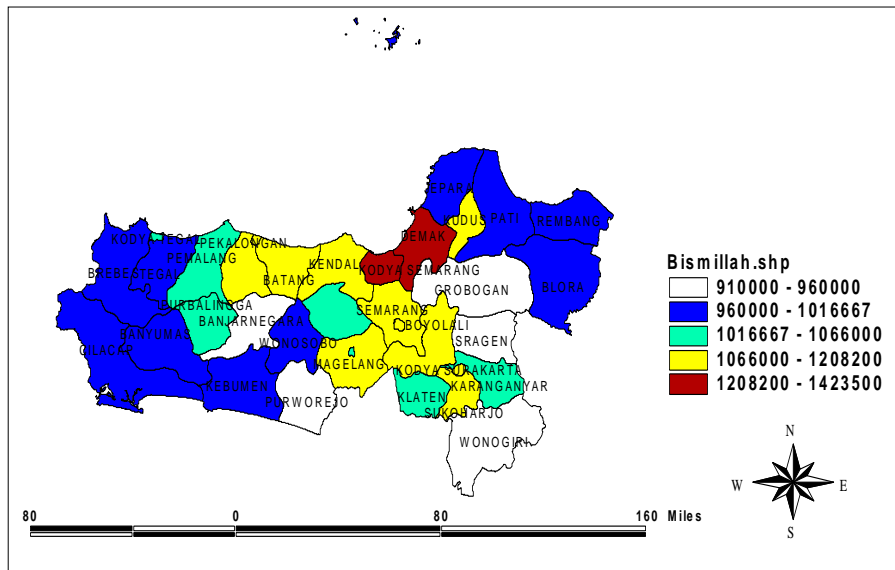 JEPARA
KUDUS
PATI
REMBANG
DEMAK
KODYA TEGAL
PEKALONGAN
PEMALANG
KENDAL
KODYA SEMARANG
BREBES
TEGAL
BATANG
GROBOGAN
BLORA
PURBALINGGA
SEMARANG
BANJARNEGARA
BOYOLALI
BANYUMAS
WONOSOBO
SRAGEN
CILACAP
MAGELANG
KODYA SURAKARTA
KEBUMEN
KARANGANYAR
PURWOREJO
KLATEN
SUKOHARJO
WONOGIRI
Bismillah.shp
910000 - 960000
960000 - 1016667
1016667 - 1066000
1066000 - 1208200
1208200 - 1423500
N
W E
S
80 0 80 160 Miles